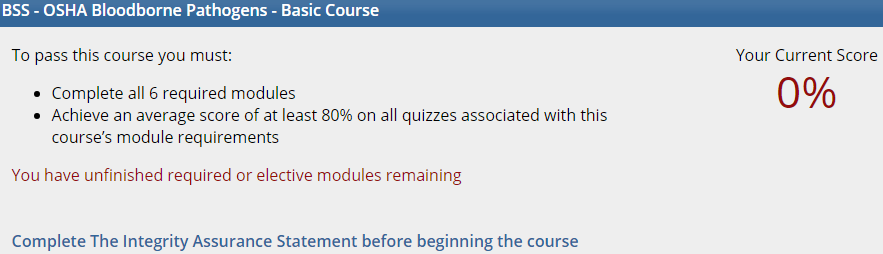 BSS - OSHA Bloodborne Pathogens - Basic Course
To pass this course you must:
Your Current Score
0%
• Complete all 6 required modules
• Achieve an average score of at least 80% on all quizzes associated with this
course’s module requirements
You have unfinished required or elective modules remaining
Complete The Integrity Assurance Statement before beginning the course